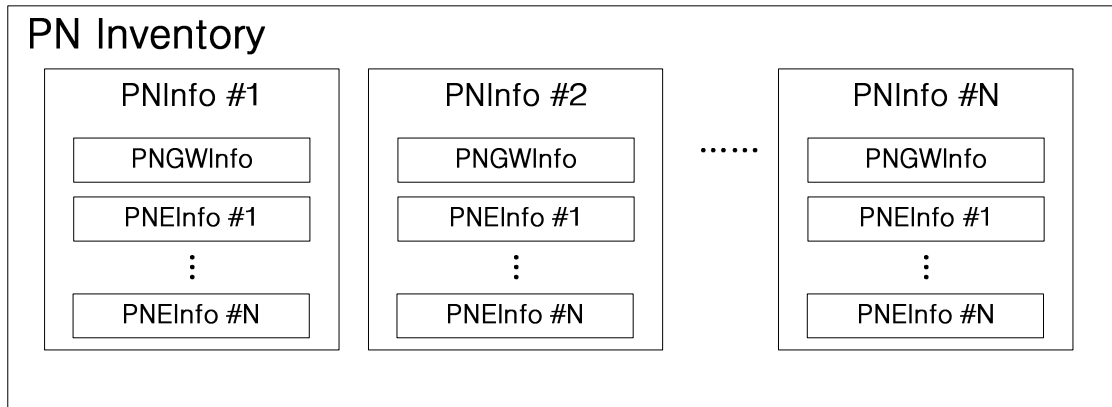 PN Inventory
PNInfo #1
PNGWInfo
PNEInfo #1
⋮
PNEInfo #N
PNInfo #2
PNGWInfo
PNEInfo #1
⋮
PNEInfo #N
……
PNInfo #N
PNGWInfo
PNEInfo #1
⋮
PNEInfo #N